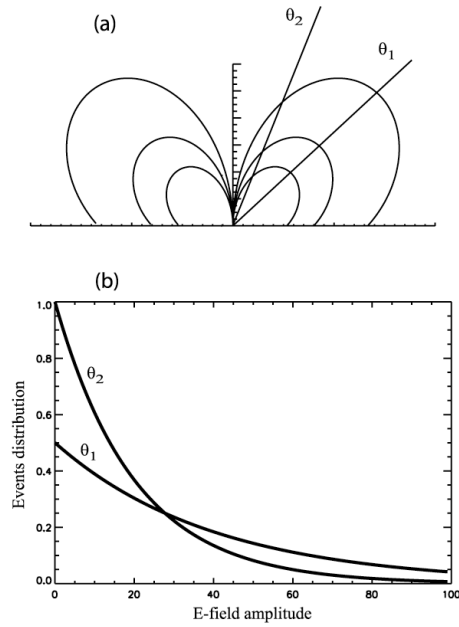 (a)
θ2
θ1
(b)
1.0
0.8
0.6
0.4
0.2
0.0
Events distribution
θ2
θ1
0 20 40 60 80 100
E-field amplitude